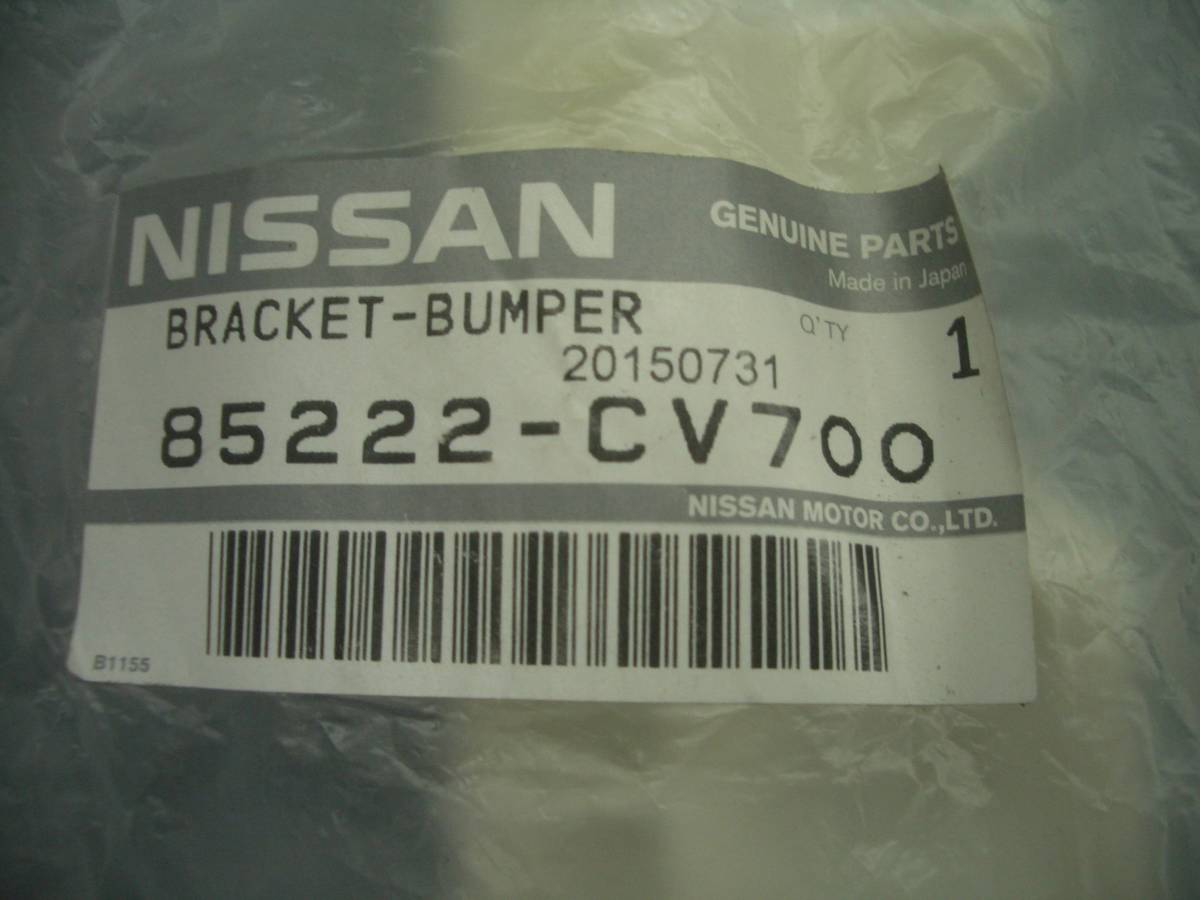 NISSAN
GENUINE PARTS
Made in Japan
BRACKET-BUMPER
Q'TY
1
20150731
85222-CV700
NISSAN MOTOR CO.,LTD.
B1155